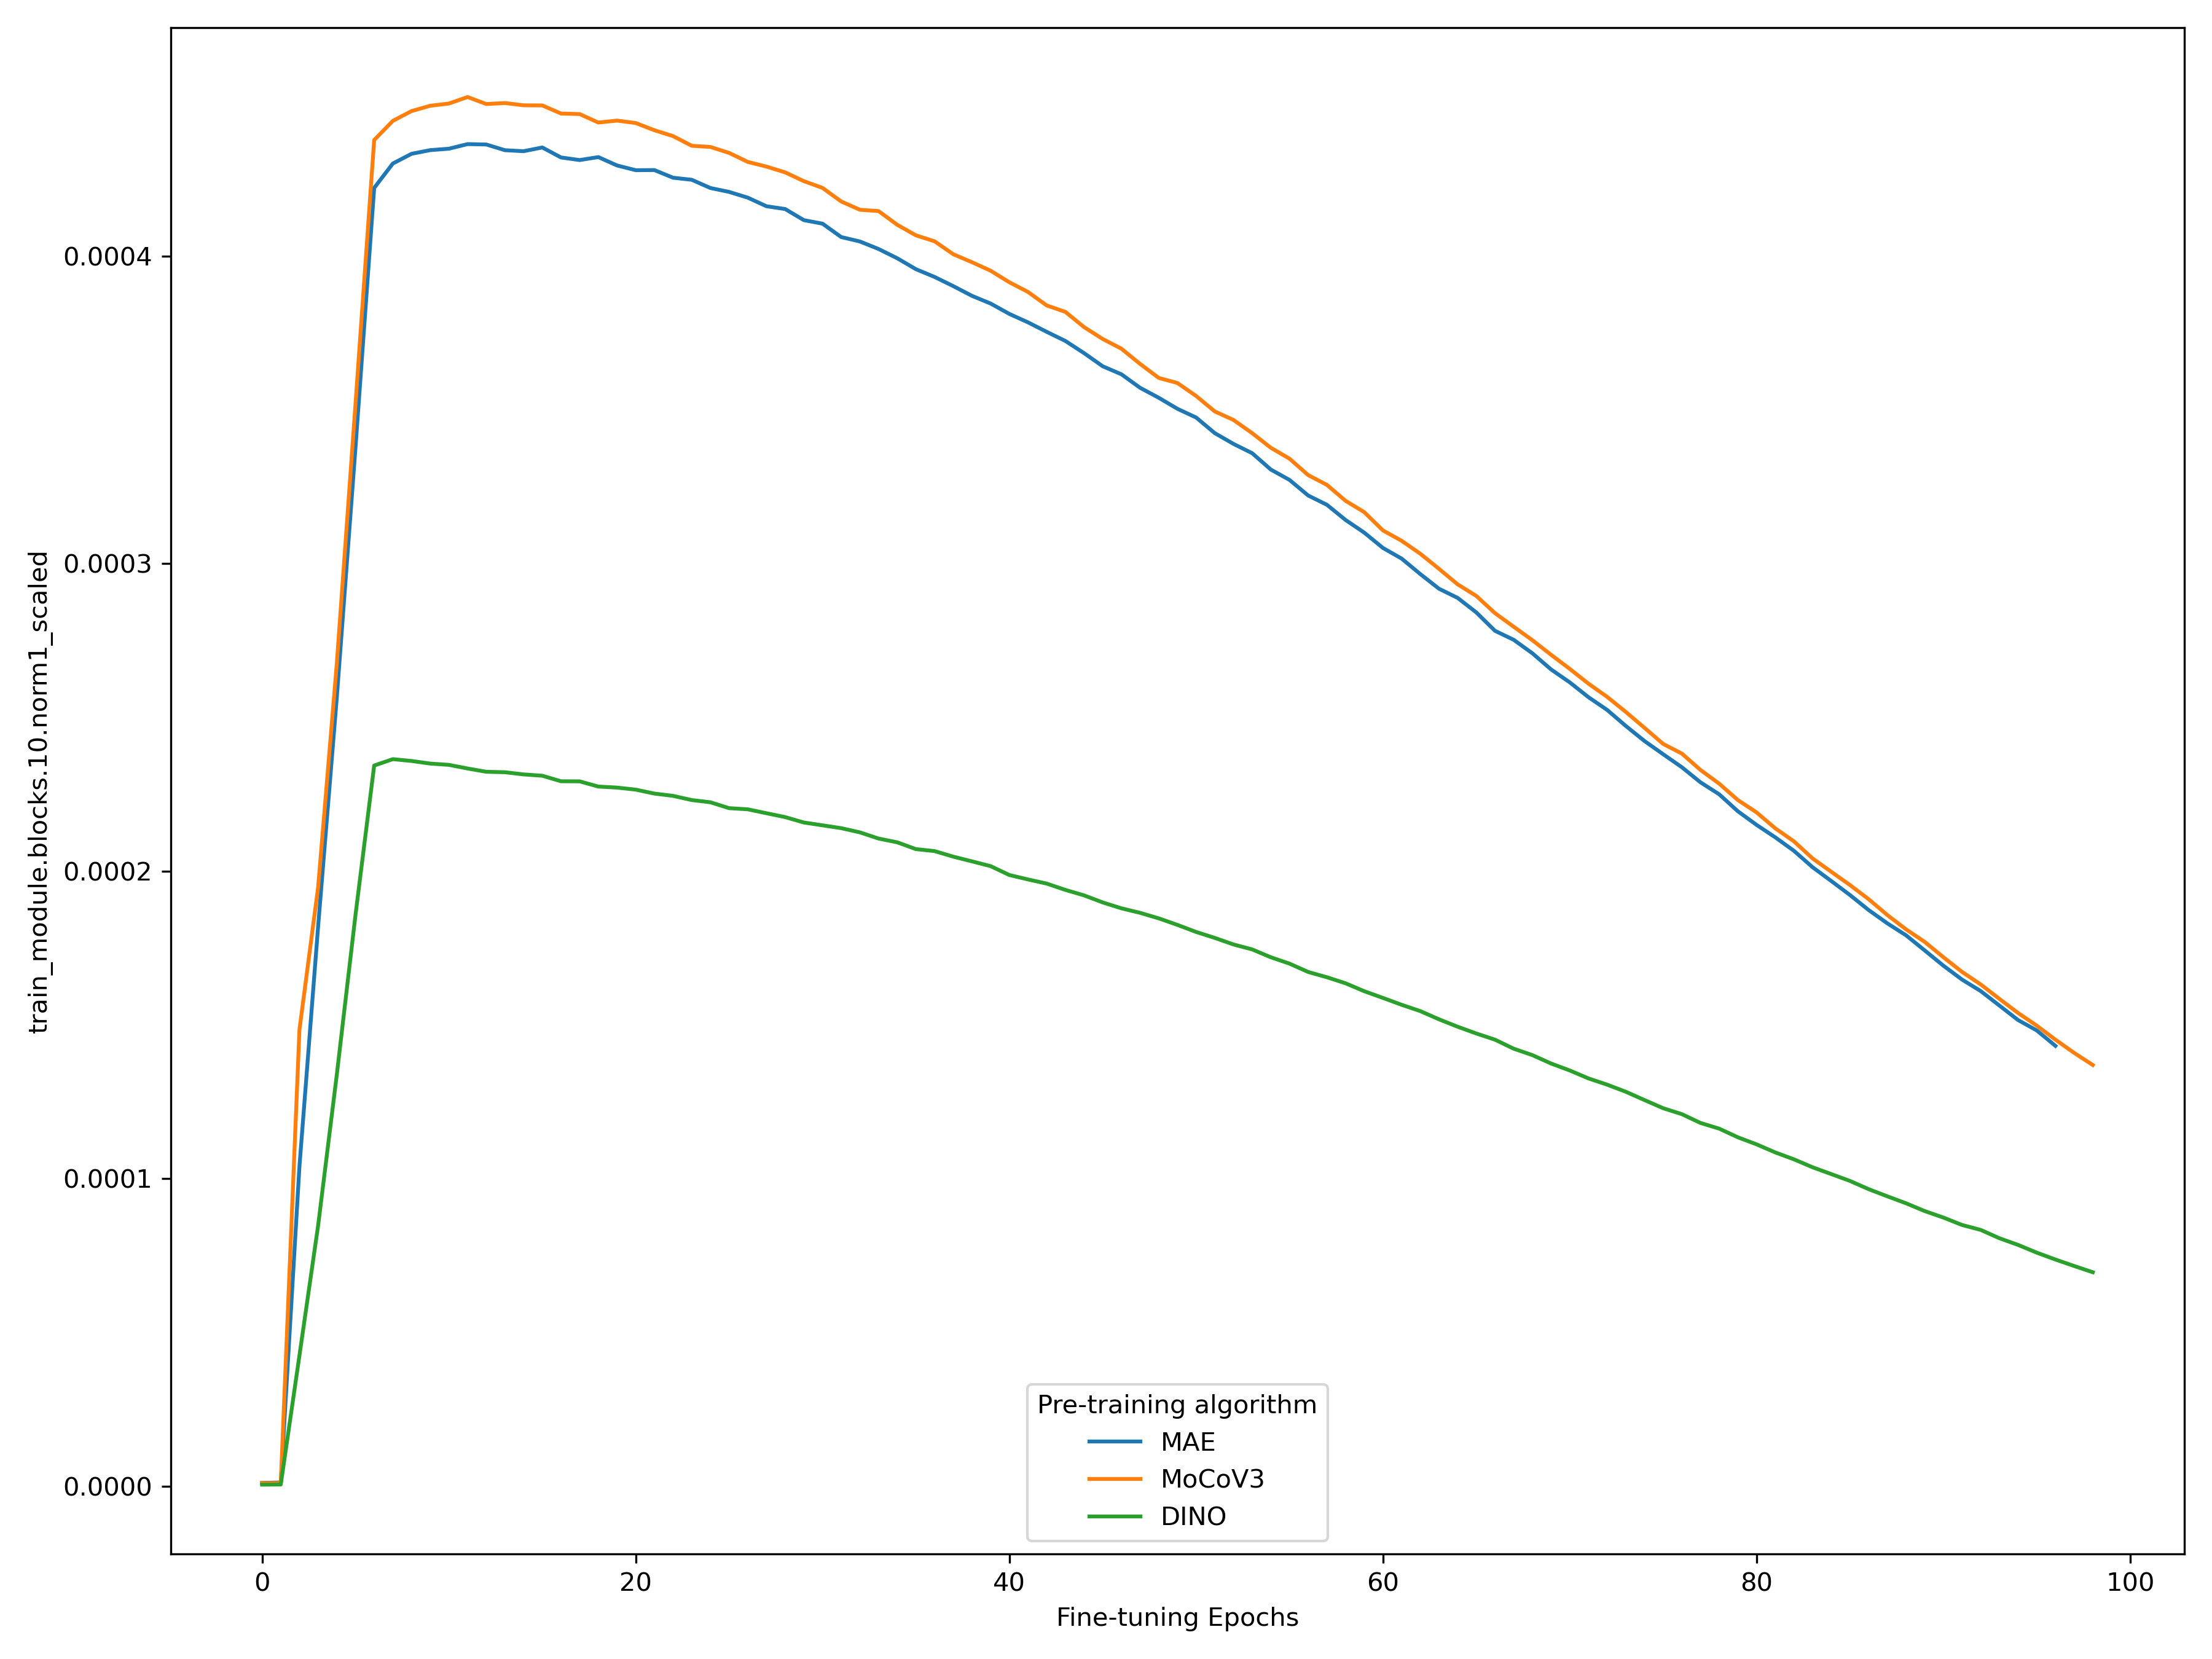 train_module.blocks.10.norm1_scaled
0.0004
0.0003
0.0002
0.0001
0.0000
Pre-training algorithm
MAE
MoCoV3
DINO
0 20 40 60 80 100
Fine-tuning Epochs